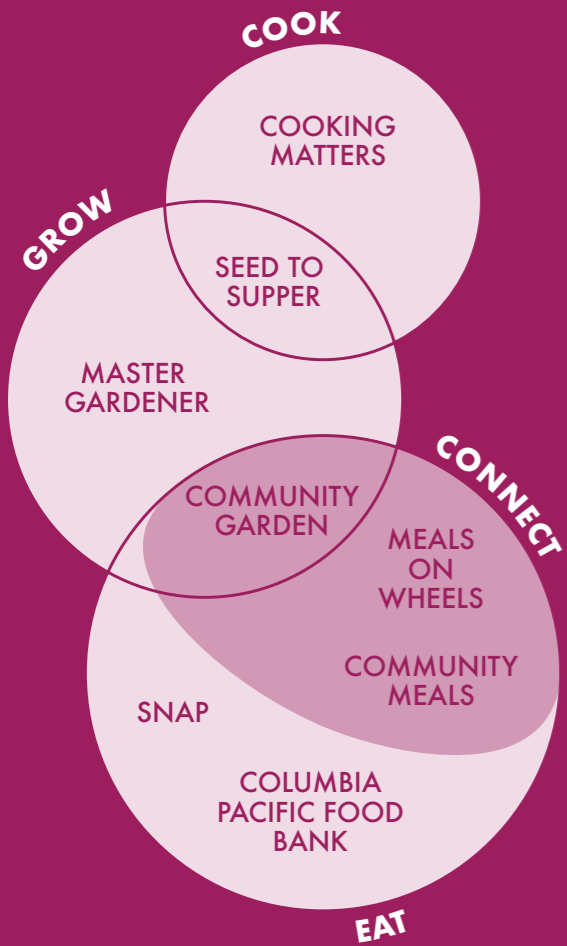 COOK
COOKING
MATTERS
GROW
SEED TO
SUPPER
MASTER
GARDENER
CONNECT
COMMUNITY
GARDEN
MEALS
ON
WHEELS
COMMUNITY
MEALS
SNAP
COLUMBIA
PACIFIC FOOD
BANK
EAT